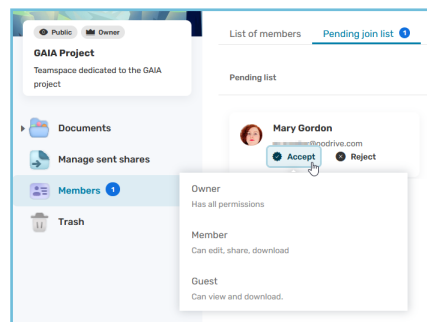 Public
Owner
GAIA Project
Teamspace dedicated to the GAIA
project
Documents
Manage sent shares
Members 1
Trash
List of members
Pending join list 1
Pending list
Mary Gordon
Accept
Reject
Owner
Has all permissions
Member
Can edit, share, download
Guest
Can view and download.